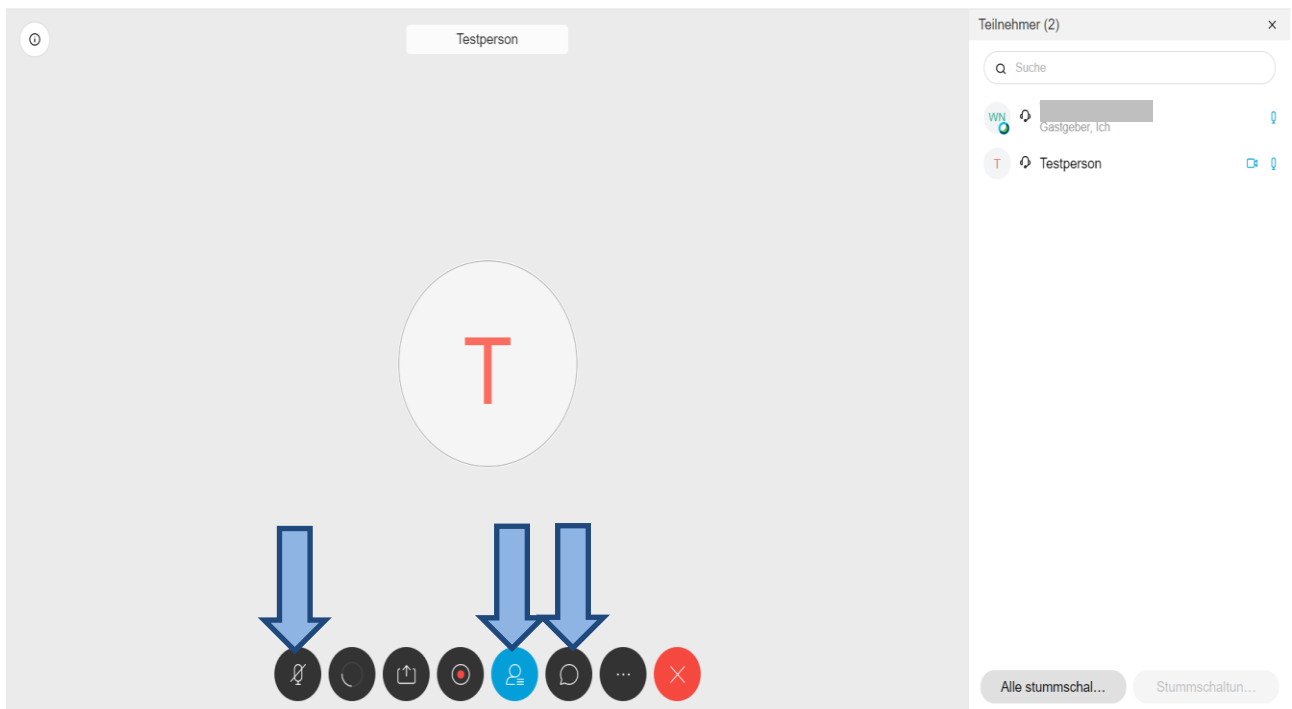 Testperson
T
Teilnehmer (2)
Suche
WN
Gastgeber, Ich
T Testperson
Alle stummschal... Stummschaltun...